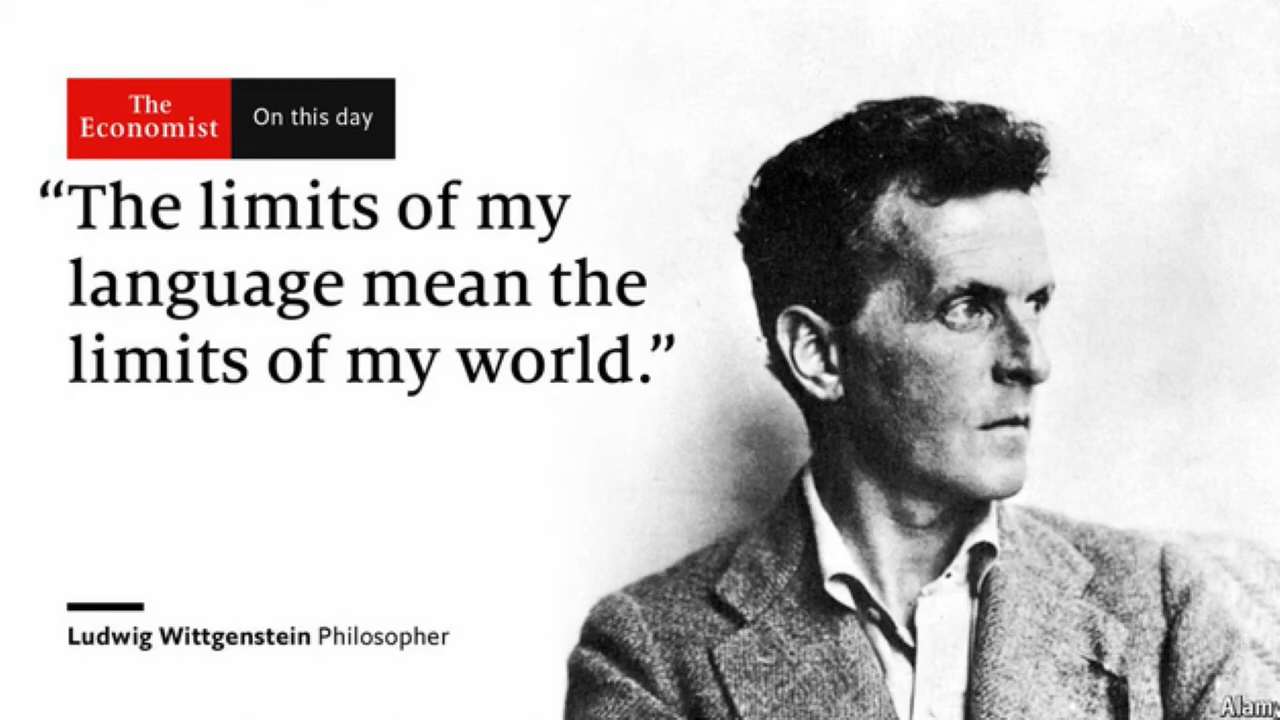 The
Economist
On this day
“The limits of my
language mean the
limits of my world.”
Ludwig Wittgenstein Philosopher
Alam